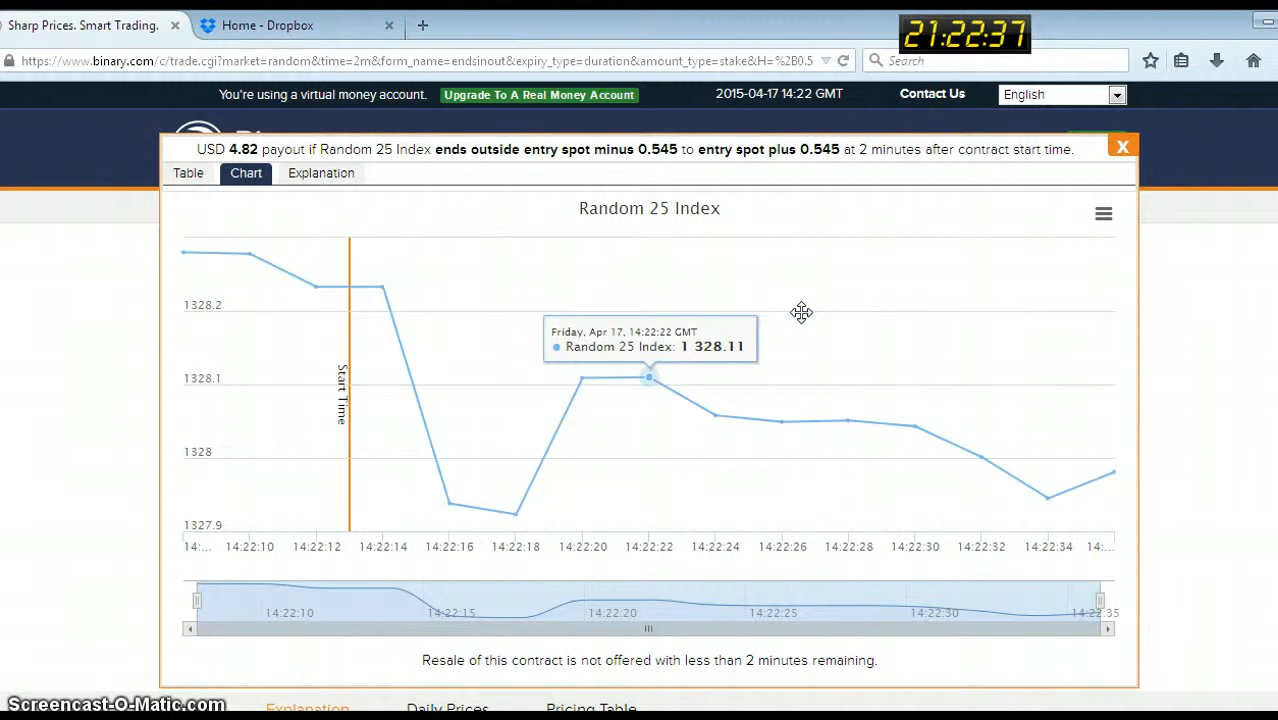 Sharp Prices. Smart Trading. × Home - Dropbox × +
21:22:37
https://www.binary.com/c/trade.cgi?market=random&time=2m&form_name=endsinout&expiry_type=duration&amount_type=stake&H=%2B0.5
Search
You're using a virtual money account. Upgrade To A Real Money Account 2015-04-17 14:22 GMT Contact Us English
USD 4.82 payout if Random 25 Index ends outside entry spot minus 0.545 to entry spot plus 0.545 at 2 minutes after contract start time. X
Table Chart Explanation
Random 25 Index
1328.2
Friday, Apr 17, 14:22:22 GMT
Random 25 Index: 1 328.11
1328.1
Start Time
1328
1327.9
14:... 14:22:10 14:22:12 14:22:14 14:22:16 14:22:18 14:22:20 14:22:22 14:22:24 14:22:26 14:22:28 14:22:30 14:22:32 14:22:34 14:...
14:22:10 14:22:15 14:22:20 14:22:25 14:22:30 14:22:35
Resale of this contract is not offered with less than 2 minutes remaining.
Explanation Daily Prices Pricing Table
Screencast-O-Matic.com